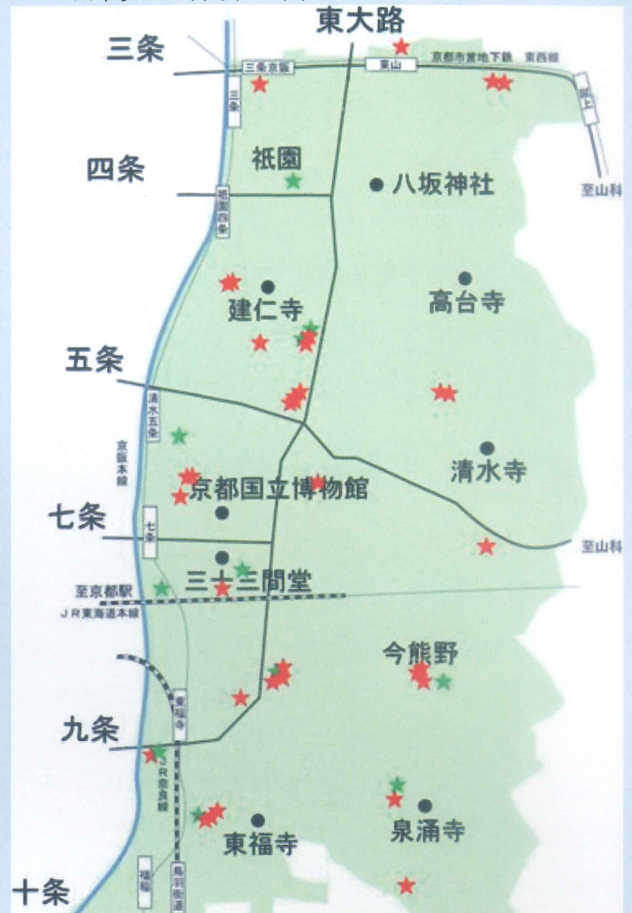 東大路
三条
三条京阪
東山
京都市営地下鉄 東西線
蹴上
三条
祇園
四条
祇園四条
八坂神社
至山科
高台寺
建仁寺
五条
清水五条
京阪本線
清水寺
京都国立博物館
七条
七条
至山科
三十三間堂
至京都駅
JR東海道本線
今熊野
東福寺
九条
JR奈良線
泉涌寺
東福寺
十条
鳥羽街道